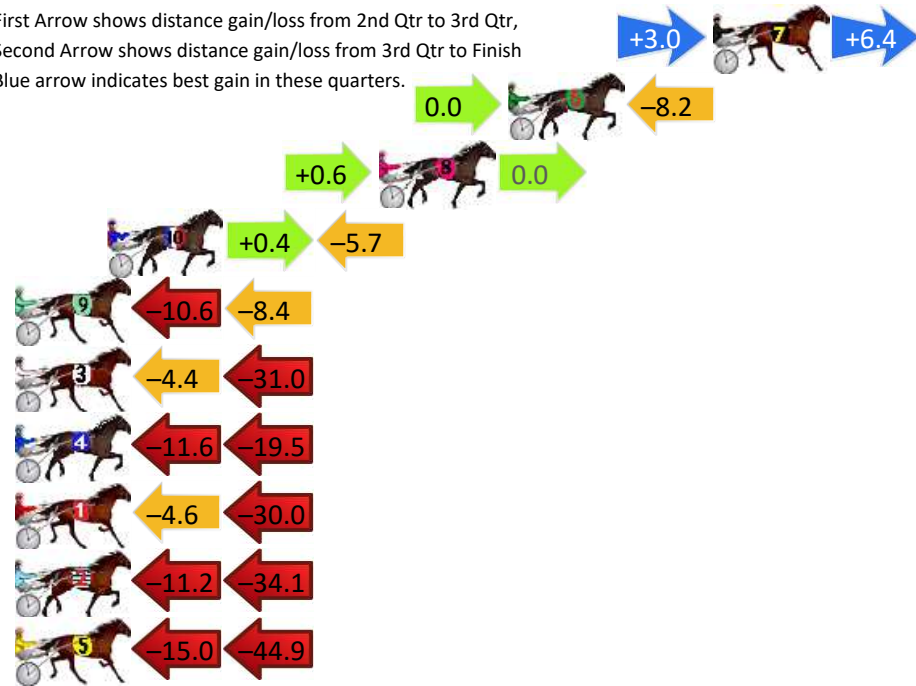 First Arrow shows distance gain/loss from 2nd Qtr to 3rd Qtr,
Second Arrow shows distance gain/loss from 3rd Qtr to Finish
Blue arrow indicates best gain in these quarters.
+3.0 7 +6.4
0.0 –8.2
+0.6 8 0.0
0 +0.4 –5.7
9 –10.6 –8.4
3 –4.4 –31.0
4 –11.6 –19.5
1 –4.6 –30.0
–11.2 –34.1
5 –15.0 –44.9